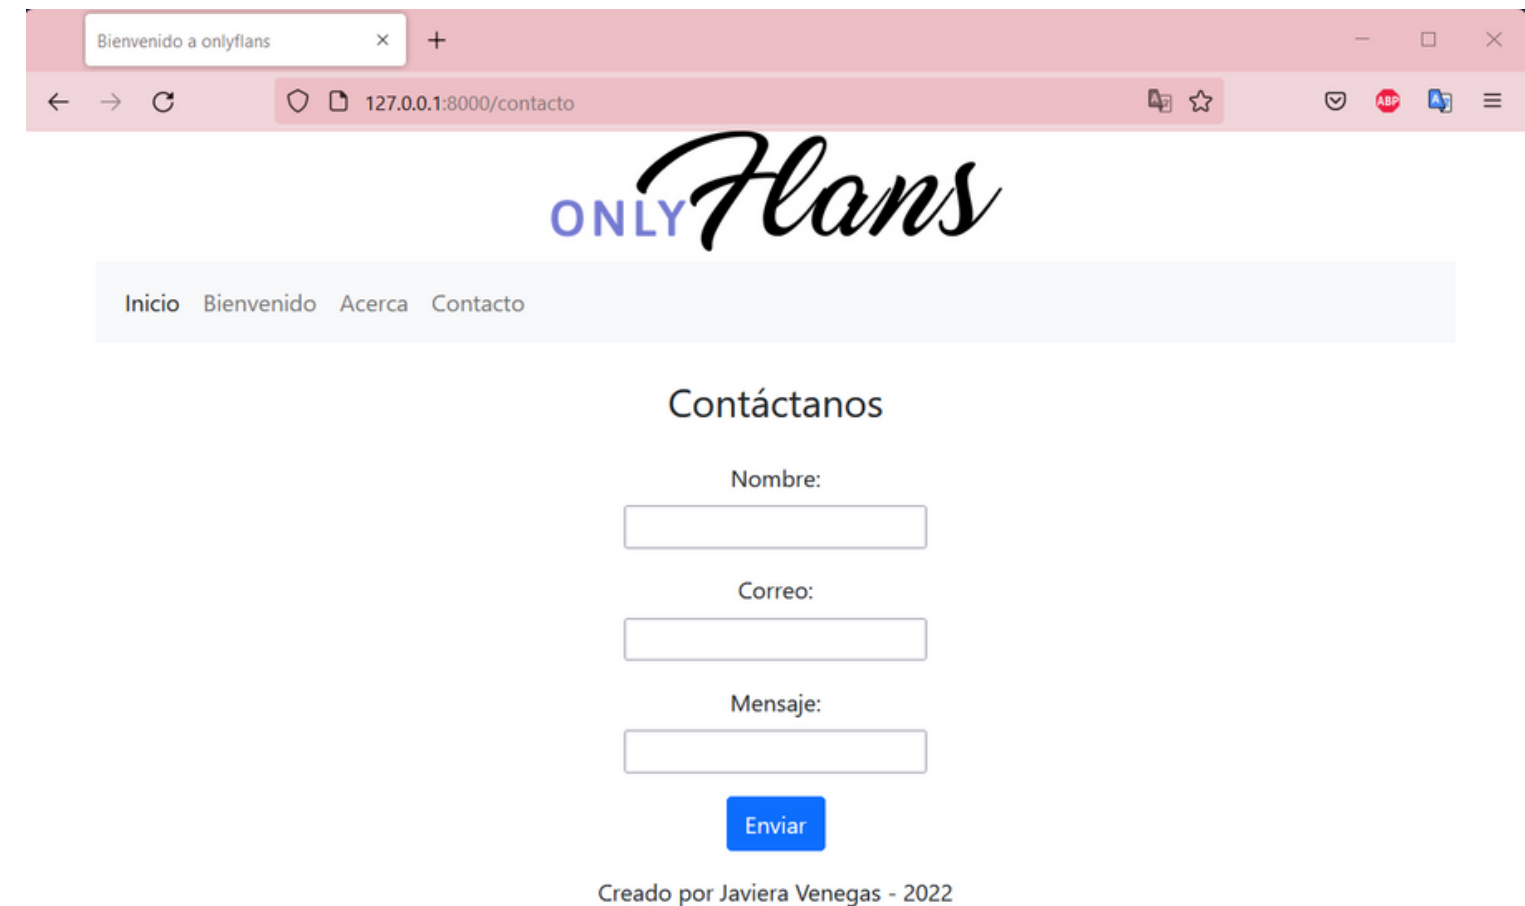 Bienvenido a onlyflans
127.0.0.1:8000/contacto
ABP
ONLY Flans
Inicio Bienvenido Acerca Contacto
Contáctanos
Nombre:
Correo:
Mensaje:
Enviar
Creado por Javiera Venegas - 2022